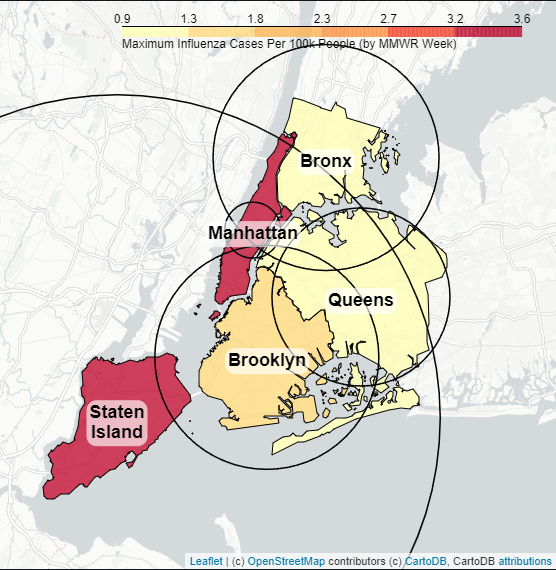 0.9 1.3 1.8 2.3 2.7 3.2 3.6
Maximum Influenza Cases Per 100k People (by MMWR Week)
Bronx
Manhattan
Queens
Brooklyn
Staten
Island
Leaflet | (c) OpenStreetMap contributors (c) CartoDB, CartoDB attributions